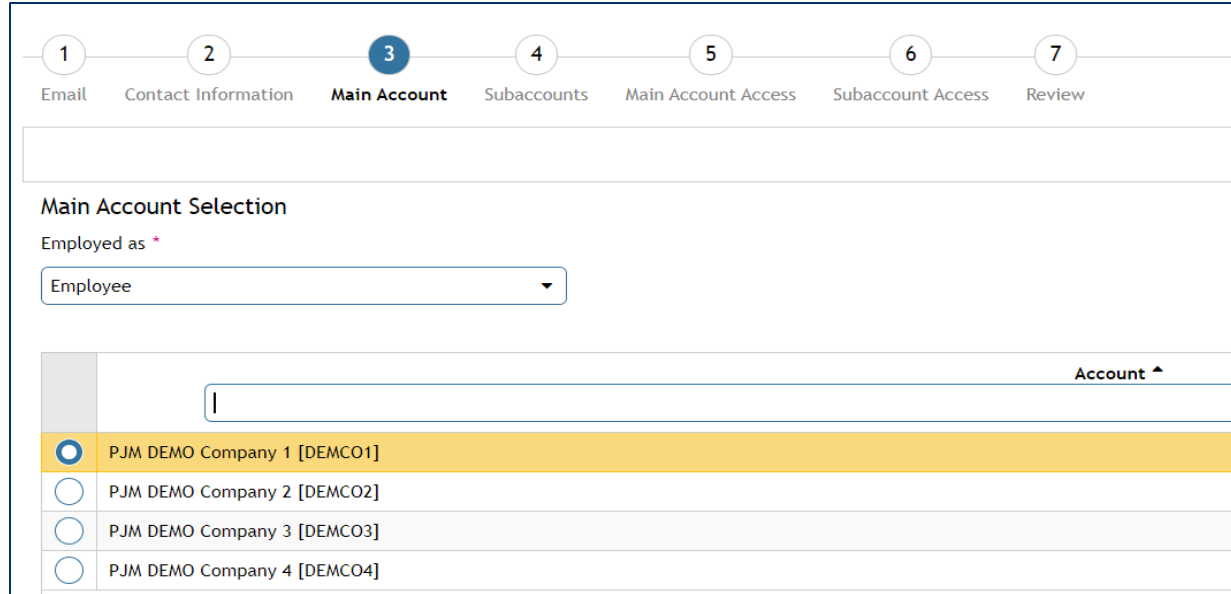 1 2 3 4 5 6 7
Email Contact Information Main Account Subaccounts Main Account Access Subaccount Access Review
Main Account Selection
Employed as *
Employee
Account
PJM DEMO Company 1 [DEMCO1]
PJM DEMO Company 2 [DEMCO2]
PJM DEMO Company 3 [DEMCO3]
PJM DEMO Company 4 [DEMCO4]